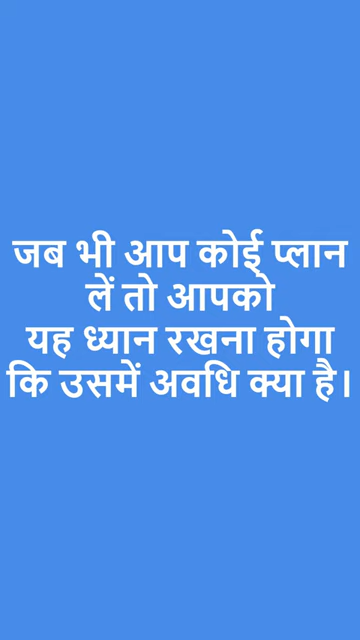 जब भी आप कोई प्लान
लें तो आपको
यह ध्यान रखना होगा
कि उसमें अवधि क्या है।